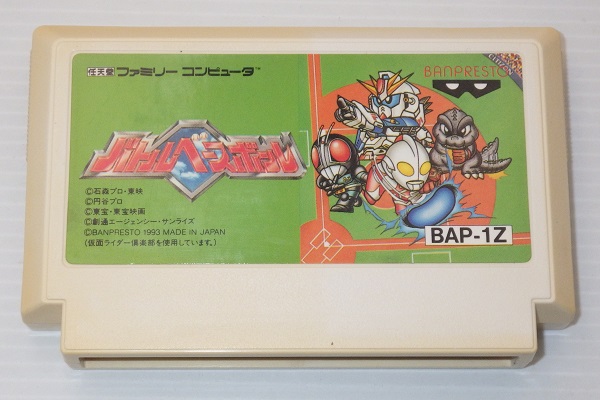 任天堂 ファミリー コンピュータ™
BANPRESTO
バトルベースボール
©石森プロ・東映
©円谷プロ
©東宝・東宝映画
©創通エージェンシー・サンライズ
©BANPRESTO 1993 MADE IN JAPAN
(仮面ライダー倶楽部を使用しています。)
BAP-1Z